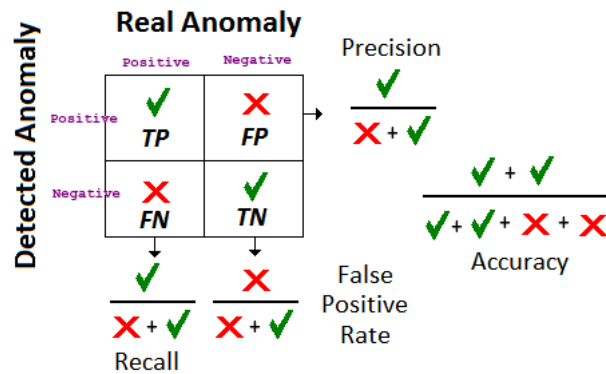 Real Anomaly
Detected Anomaly
Positive
Negative
Positive
TP
FP
Negative
FN
TN
Precision
+
+
+ + +
Accuracy
+
Recall
+
False
Positive
Rate